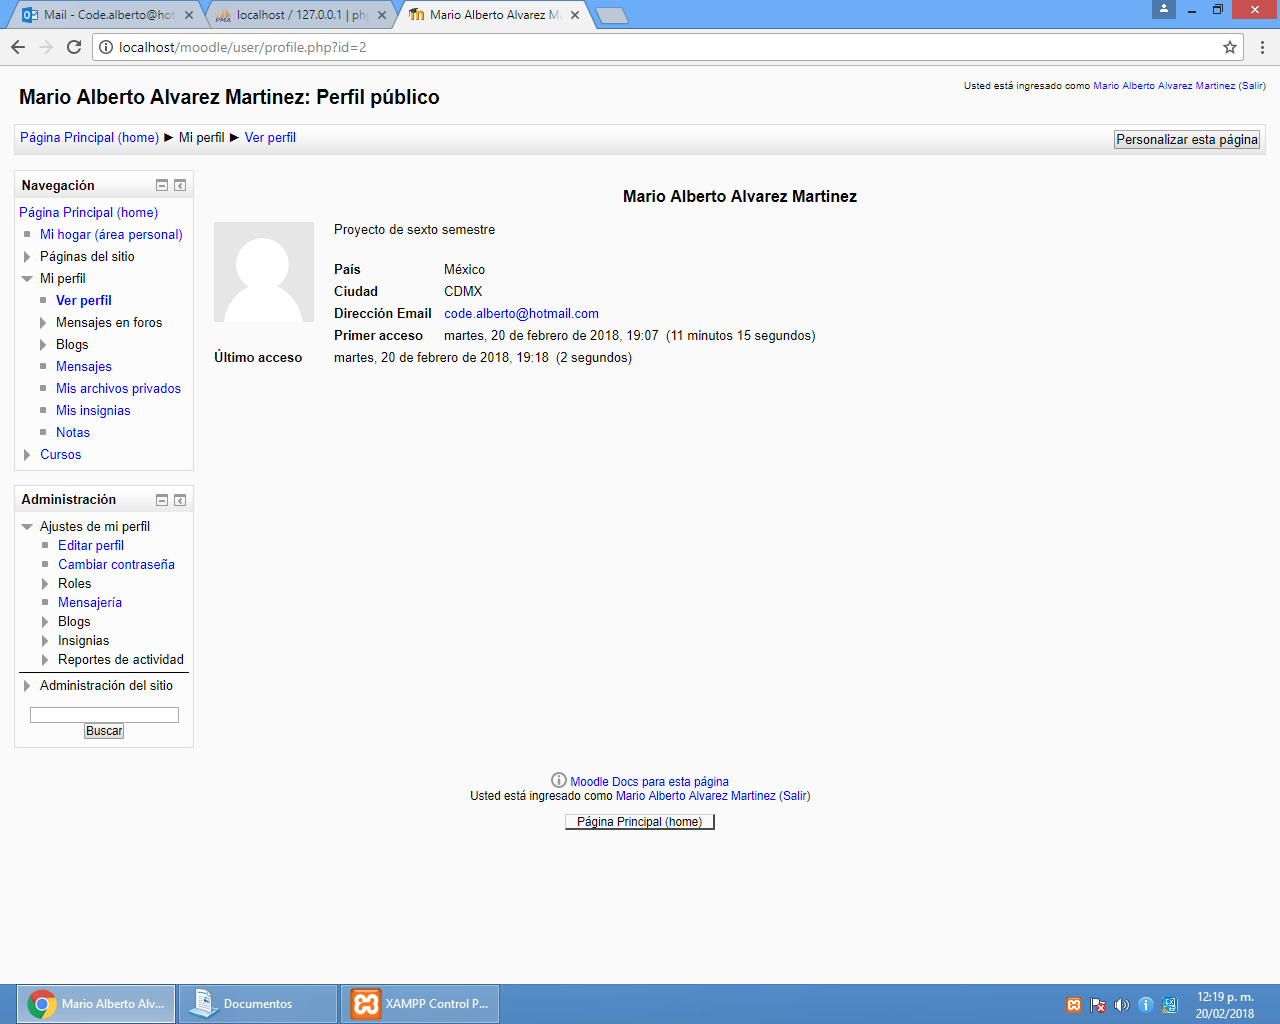 Mail - Code.alberto@hot
localhost / 127.0.0.1 | ph
Mario Alberto Alvarez M
localhost/moodle/user/profile.php?id=2
Mario Alberto Alvarez Martinez: Perfil público
Usted está ingresado como Mario Alberto Alvarez Martinez (Salir)
Página Principal (home) ► Mi perfil ► Ver perfil
Personalizar esta página
Navegación
Página Principal (home)
Mi hogar (área personal)
Páginas del sitio
Mi perfil
Ver perfil
Mensajes en foros
Blogs
Mensajes
Mis archivos privados
Mis insignias
Notas
Cursos
Administración
Ajustes de mi perfil
Editar perfil
Cambiar contraseña
Roles
Mensajería
Blogs
Insignias
Reportes de actividad
Administración del sitio
Buscar
Mario Alberto Alvarez Martinez
Proyecto de sexto semestre
País México
Ciudad CDMX
Dirección Email code.alberto@hotmail.com
Primer acceso martes, 20 de febrero de 2018, 19:07 (11 minutos 15 segundos)
Último acceso martes, 20 de febrero de 2018, 19:18 (2 segundos)
Moodle Docs para esta página
Usted está ingresado como Mario Alberto Alvarez Martinez (Salir)
Página Principal (home)
Mario Alberto Alv...
Documentos
XAMPP Control P...
12:19 p. m.
20/02/2018